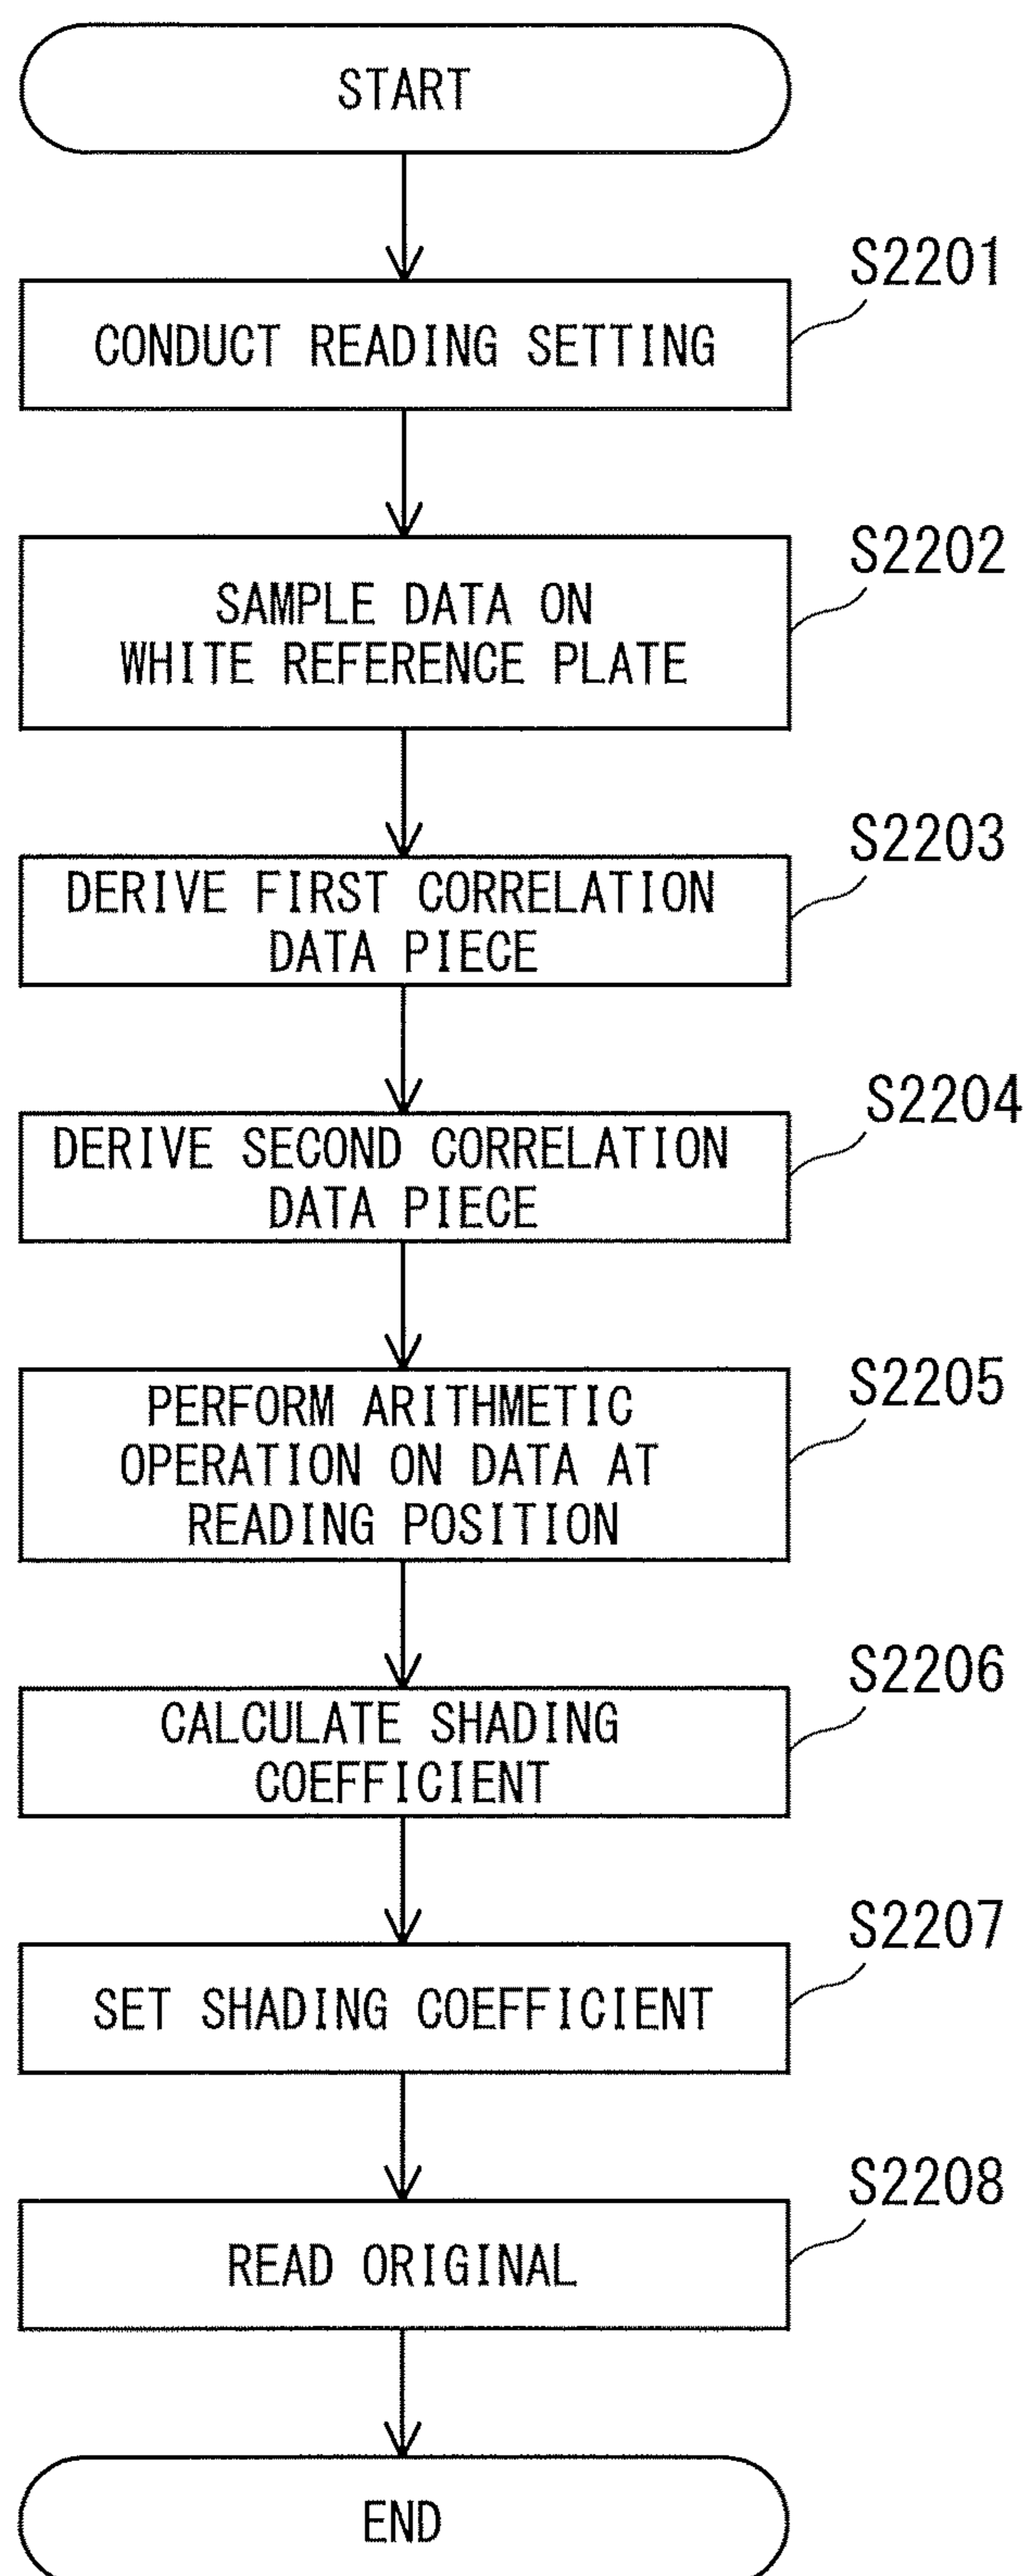 START
S2201
CONDUCT READING SETTING
S2202
SAMPLE DATA ON
WHITE REFERENCE PLATE
S2203
DERIVE FIRST CORRELATION
DATA PIECE
S2204
DERIVE SECOND CORRELATION
DATA PIECE
S2205
PERFORM ARITHMETIC
OPERATION ON DATA AT
READING POSITION
S2206
CALCULATE SHADING
COEFFICIENT
S2207
SET SHADING COEFFICIENT
S2208
READ ORIGINAL
END